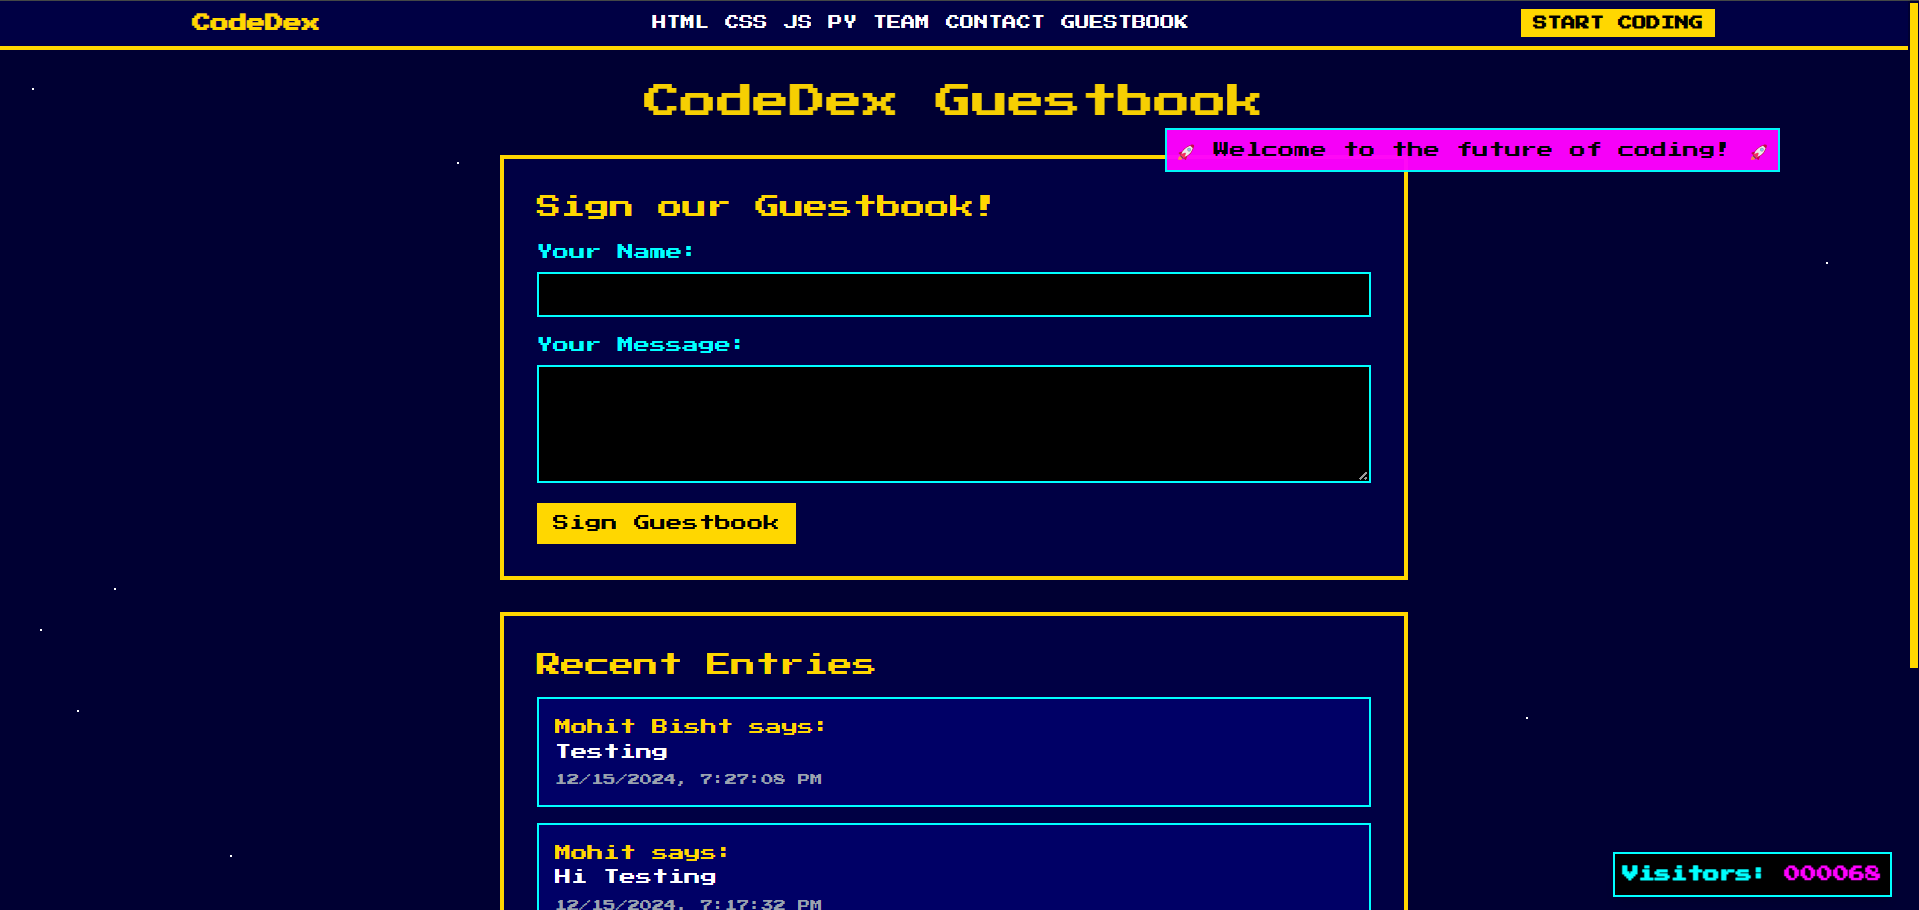 CodeDex
HTML CSS JS PY TEAM CONTACT GUESTBOOK
START CODING
CodeDex Guestbook
🚀 Welcome to the future of coding! 🚀
Sign our Guestbook!
Your Name:
Your Message:
Sign Guestbook
Recent Entries
Mohit Bisht says:
Testing
12/15/2024, 7:27:08 PM
Mohit says:
Hi Testing
12/15/2024, 7:17:32 PM
Visitors: 000068